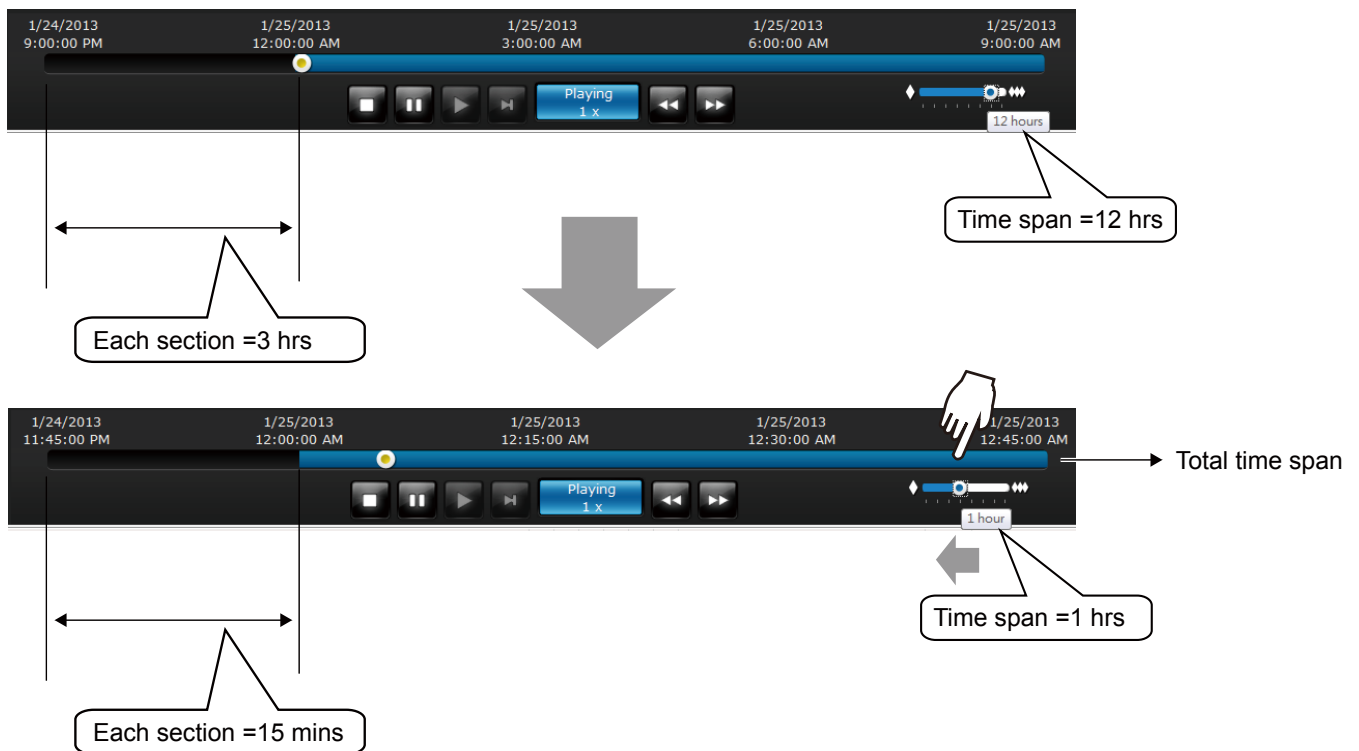 1/24/2013 1/25/2013 1/25/2013 1/25/2013 1/25/2013
9:00:00 PM 12:00:00 AM 3:00:00 AM 6:00:00 AM 9:00:00 AM
Playing
1 x
12 hours
Time span =12 hrs
Each section =3 hrs
1/24/2013 1/25/2013 1/25/2013 1/25/2013 1/25/2013
11:45:00 PM 12:00:00 AM 12:15:00 AM 12:30:00 AM 12:45:00 AM
Total time span
Playing
1 x
1 hour
Time span =1 hrs
Each section =15 mins